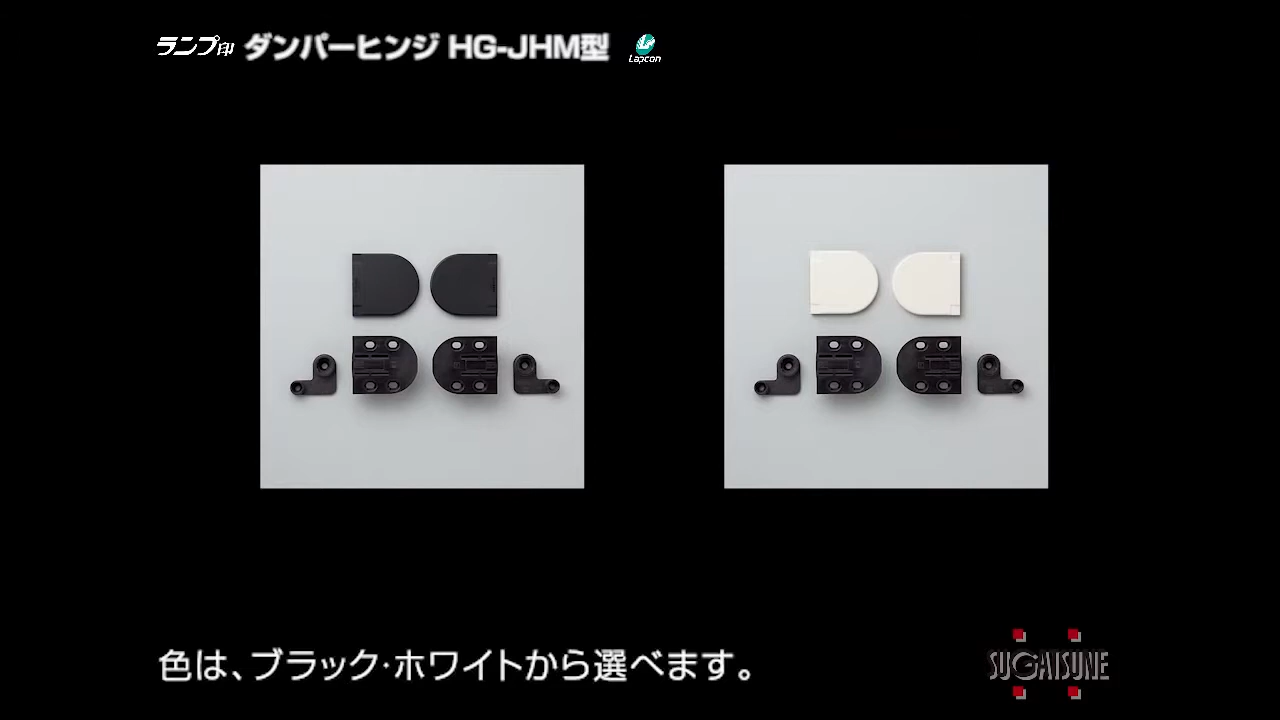 ランプ印 ダンパーヒンジ HG-JHM型 Lapcon
色は、ブラック・ホワイトから選べます。
SUGATSUNE